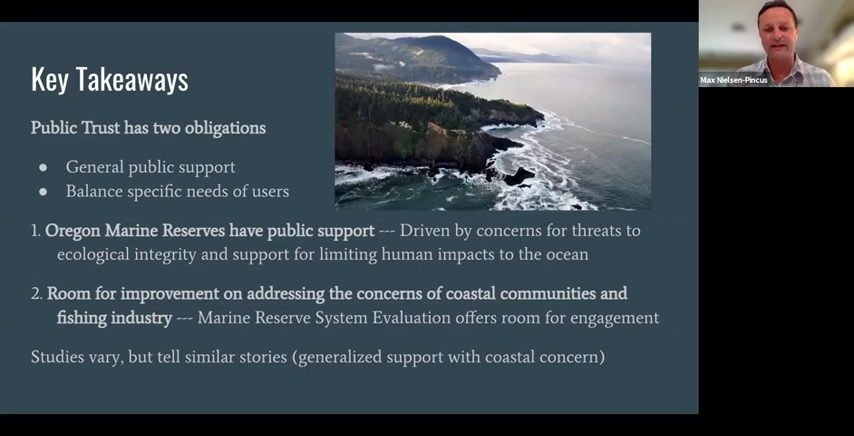 Key Takeaways
Public Trust has two obligations
● General public support
● Balance specific needs of users
1. Oregon Marine Reserves have public support --- Driven by concerns for threats to
ecological integrity and support for limiting human impacts to the ocean
2. Room for improvement on addressing the concerns of coastal communities and
fishing industry --- Marine Reserve System Evaluation offers room for engagement
Studies vary, but tell similar stories (generalized support with coastal concern)
Max Nielsen-Pincus